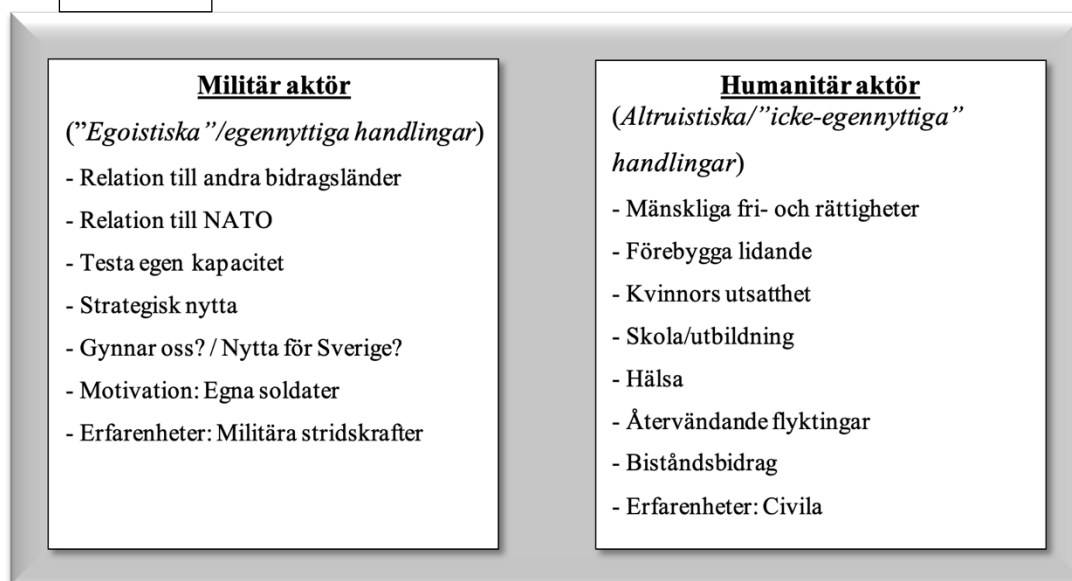 Militär aktör
(”Egoistiska”/egennyttiga handlingar)
- Relation till andra bidragsländer
- Relation till NATO
- Testa egen kapacitet
- Strategisk nytta
- Gynnar oss? / Nytta för Sverige?
- Motivation: Egna soldater
- Erfarenheter: Militära stridskrafter
Humanitär aktör
(Altruistiska/”icke-egennyttiga”
handlingar)
- Mänskliga fri- och rättigheter
- Förebygga lidande
- Kvinnors utsatthet
- Skola/utbildning
- Hälsa
- Återvändande flyktingar
- Biståndsbidrag
- Erfarenheter: Civila